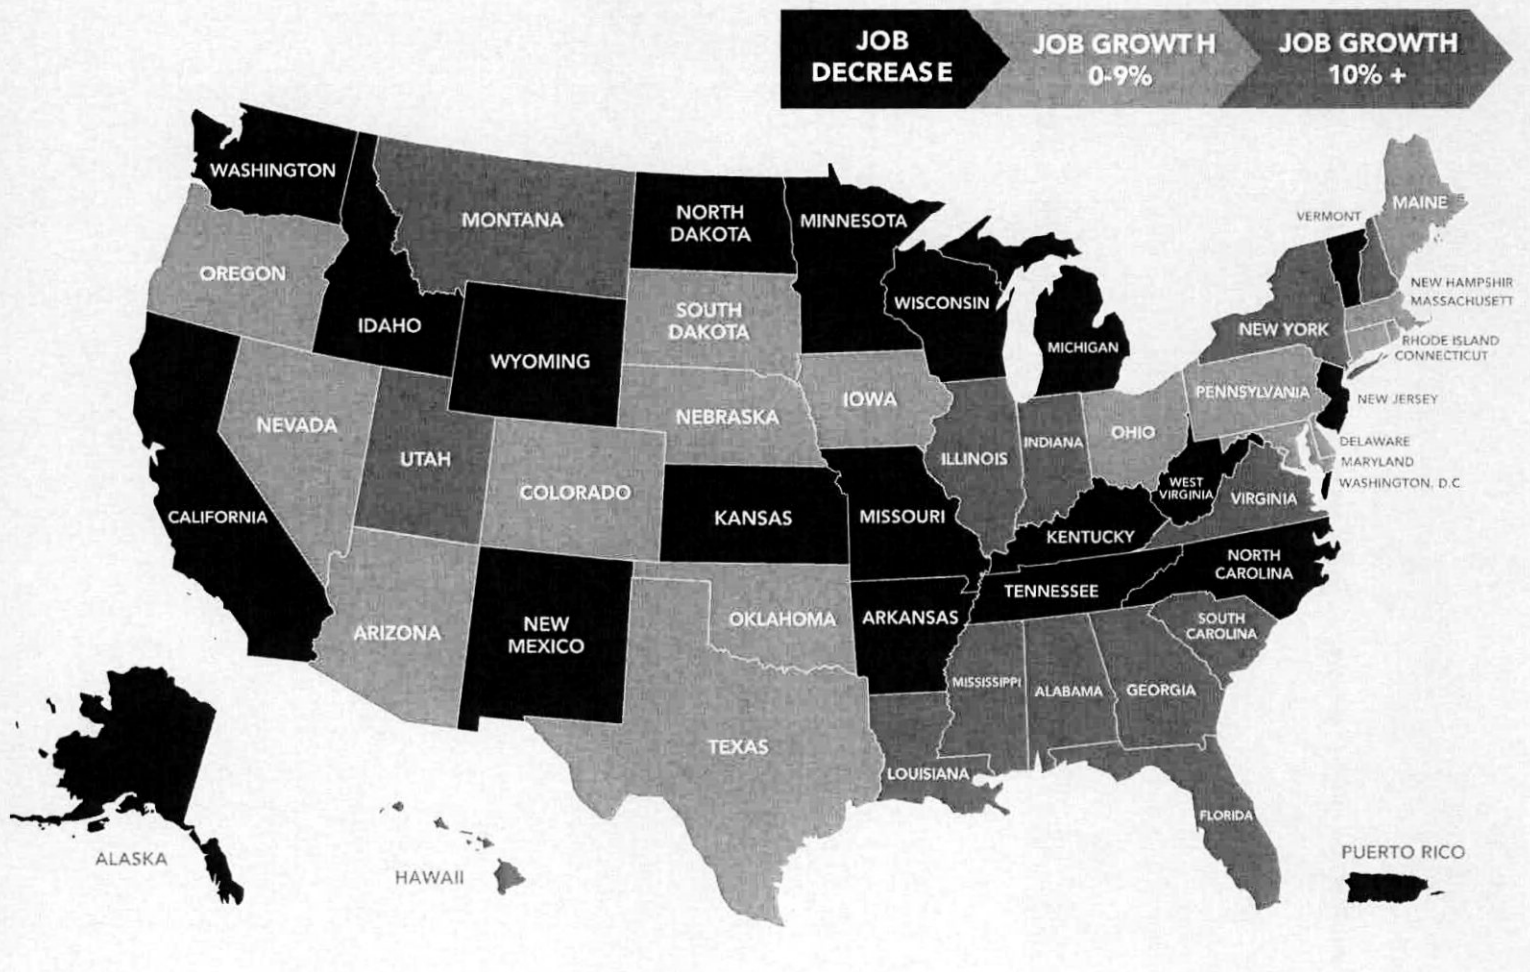 JOB
DECREASE
JOB GROWTH
0-9%
JOB GROWTH
10% +
WASHINGTON
MONTANA
NORTH
DAKOTA
MINNESOTA
VERMONT
MAINE
OREGON
IDAHO
WYOMING
SOUTH
DAKOTA
WISCONSIN
MICHIGAN
NEW YORK
NEW HAMPSHIR
MASSACHUSETT
RHODE ISLAND
CONNECTICUT
NEVADA
UTAH
COLORADO
NEBRASKA
IOWA
ILLINOIS
INDIANA
OHIO
PENNSYLVANIA
NEW JERSEY
DELAWARE
MARYLAND
WASHINGTON, D.C.
CALIFORNIA
KANSAS
MISSOURI
KENTUCKY
WEST
VIRGINIA
VIRGINIA
ARIZONA
NEW
MEXICO
OKLAHOMA
ARKANSAS
TENNESSEE
NORTH
CAROLINA
SOUTH
CAROLINA
TEXAS
LOUISIANA
MISSISSIPPI
ALABAMA
GEORGIA
FLORIDA
ALASKA
HAWAII
PUERTO RICO